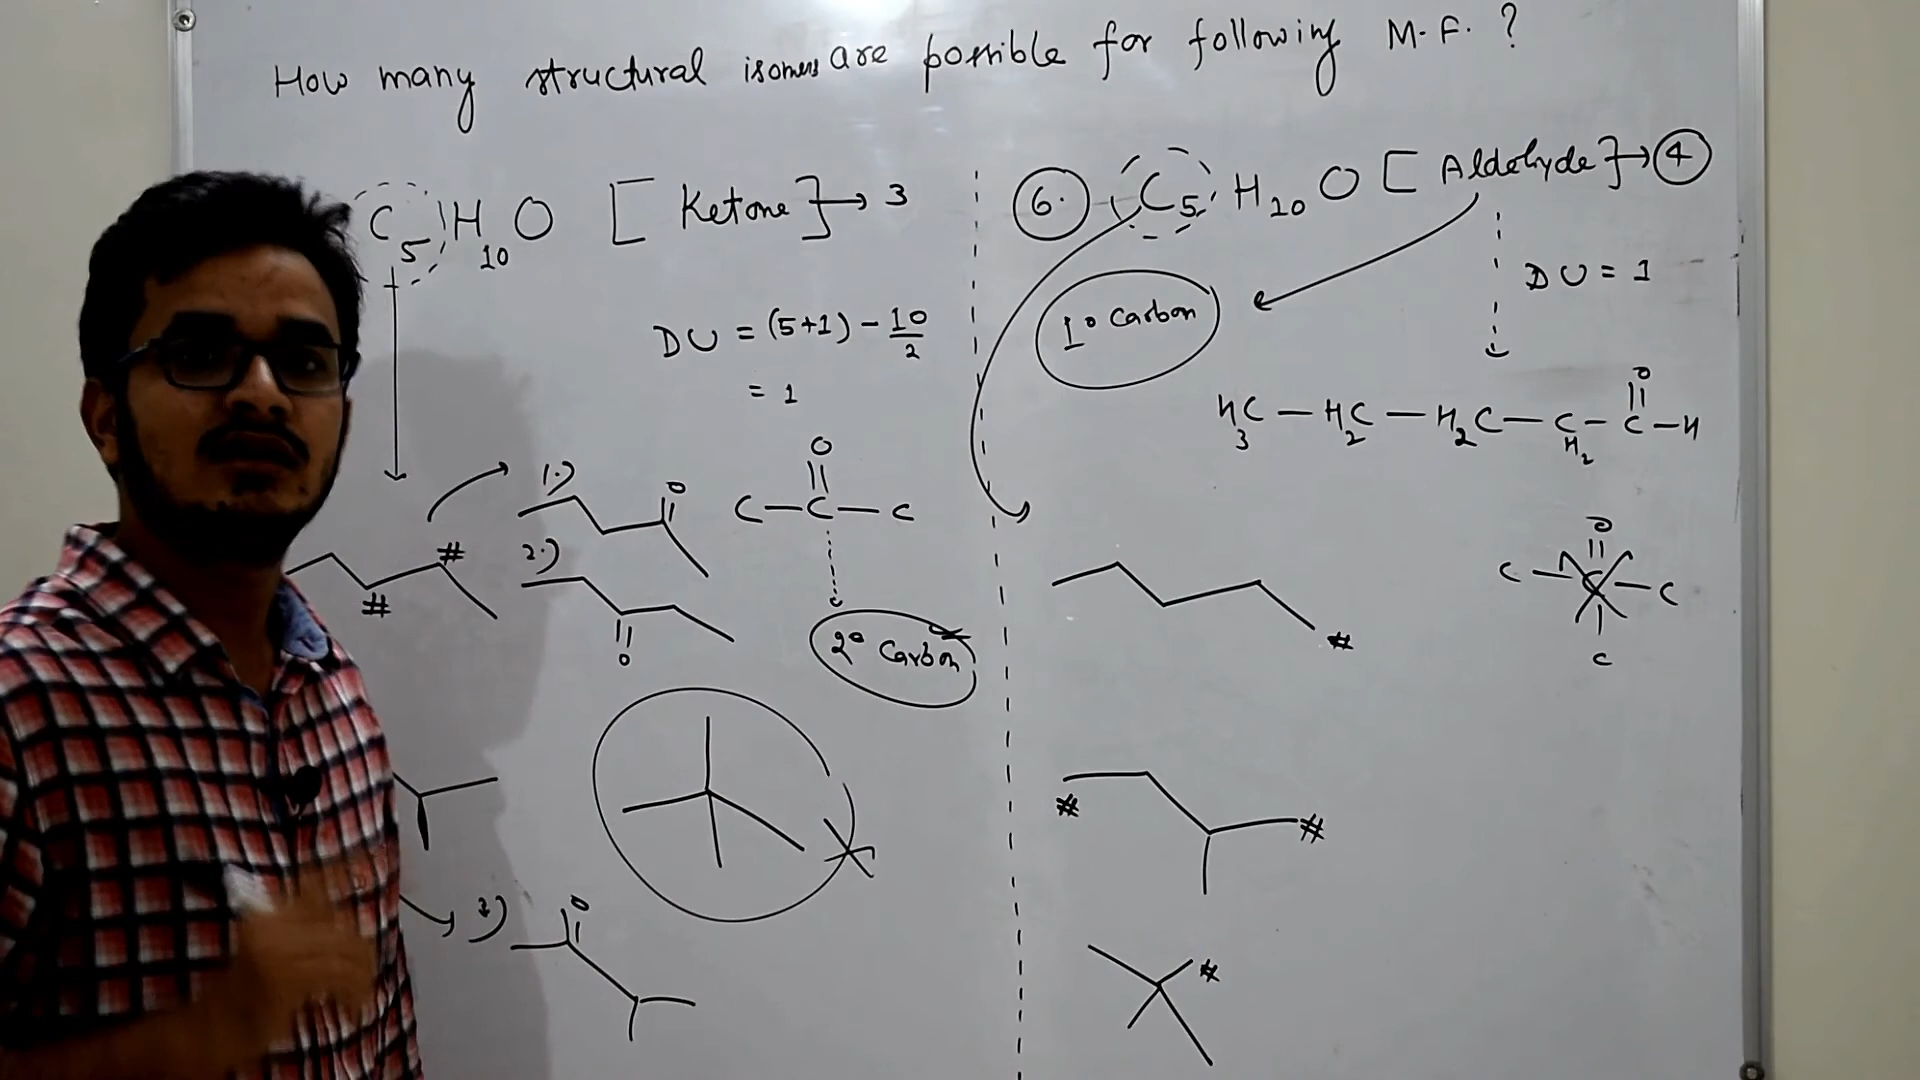 How many structural isomers are possible for following M.F. ?
C5H10O [ Ketone ] → 3
DU = (5+1) - 10/2
= 1
O
C—C—C
2° Carbon
#
#
1.)
O
2.)
O
3.)
O
6. C5H10O [ Aldehyde ] → 4
DU = 1
1° Carbon
O
H3C — H2C — H2C — CH2 — C — H
O
C — C — C
C
#
#
#
#